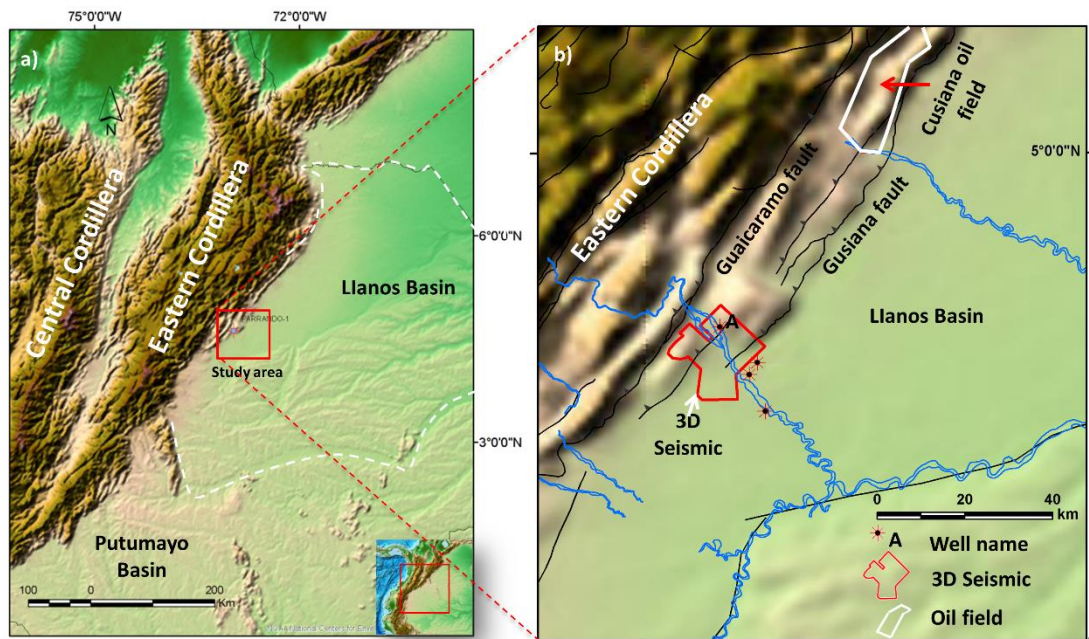 75°0'0"W
72°0'0"W
a)
N
Central Cordillera
Eastern Cordillera
6°0'0"N
Llanos Basin
Study area
3°0'0"N
Putumayo
Basin
100 0 200
Km
b)
Eastern Cordillera
Guaicaramo fault
Gusiana fault
Cusiana oil
field
5°0'0"N
Llanos Basin
A
3D
Seismic
0 20 40
km
A Well name
3D Seismic
Oil field